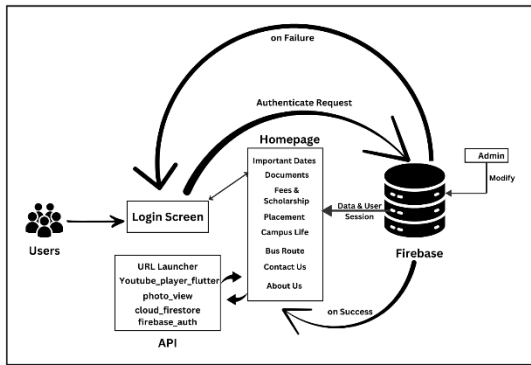 on Failure
Authenticate Request
Homepage
Important Dates
Documents
Fees &
Scholarship
Placement
Campus Life
Bus Route
Contact Us
About Us
Admin
Modify
Login Screen
Users
Data & User
Session
Firebase
URL Launcher
Youtube_player_flutter
photo_view
cloud_firestore
firebase_auth
API
on Success